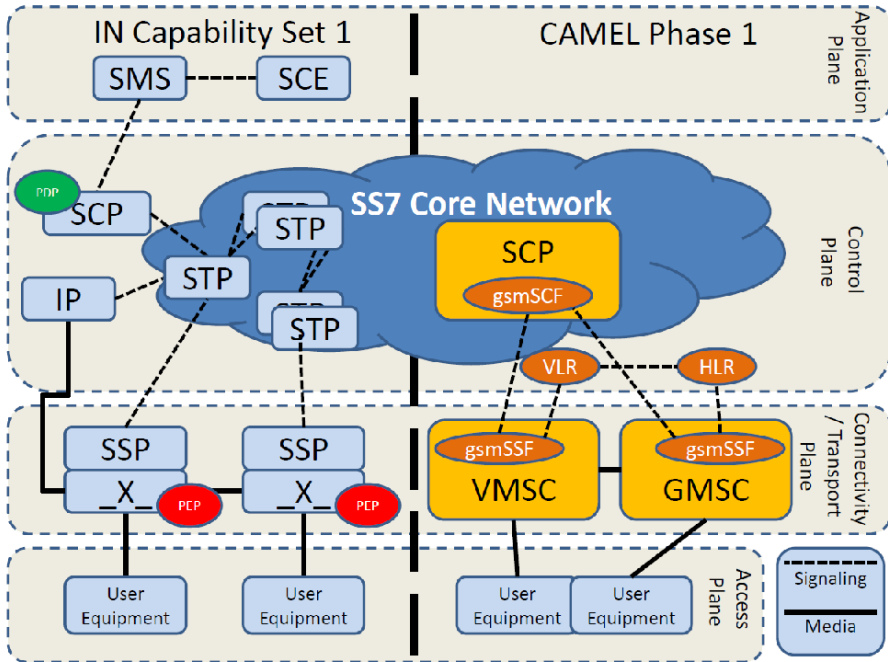 IN Capability Set 1
CAMEL Phase 1
Application
Plane
SMS
SCE
SS7 Core Network
PDP
SCP
STP
STP
STP
IP
STP
STP
SCP
gsmSCF
VLR
HLR
Control
Plane
SSP
_X_
PEP
SSP
_X_
PEP
gsmSSF
VMSC
gsmSSF
GMSC
Connectivity
/ Transport
Plane
User
Equipment
User
Equipment
User
Equipment
User
Equipment
Access
Plane
Signaling
Media